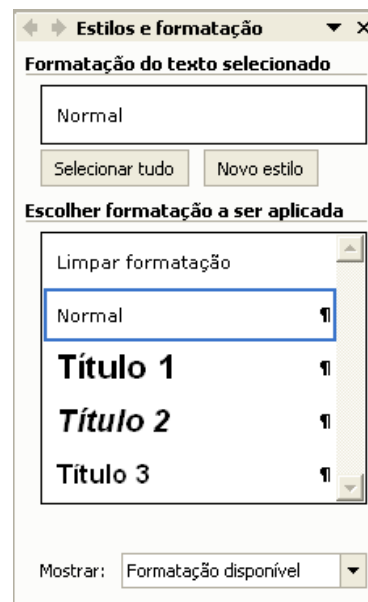 Estilos e formatação
Formatação do texto selecionado
Normal
Selecionar tudo Novo estilo
Escolher formatação a ser aplicada
Limpar formatação
Normal ¶
Título 1 ¶
Título 2 ¶
Título 3 ¶
Mostrar: Formatação disponível